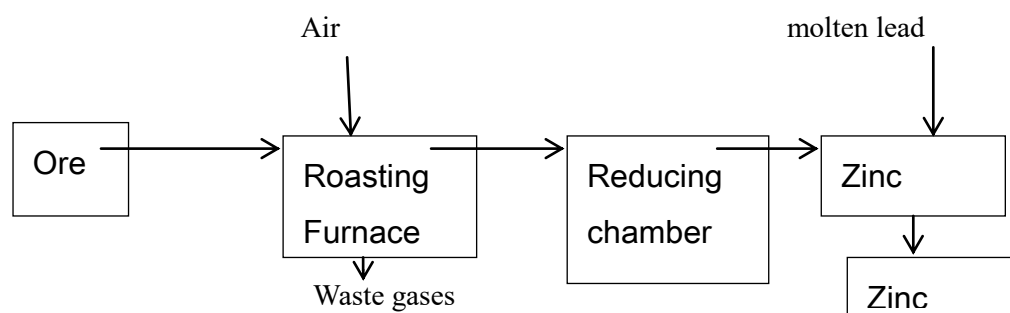 Air
molten lead
Ore
Roasting
Furnace
Reducing
chamber
Zinc
Waste gases
Zinc